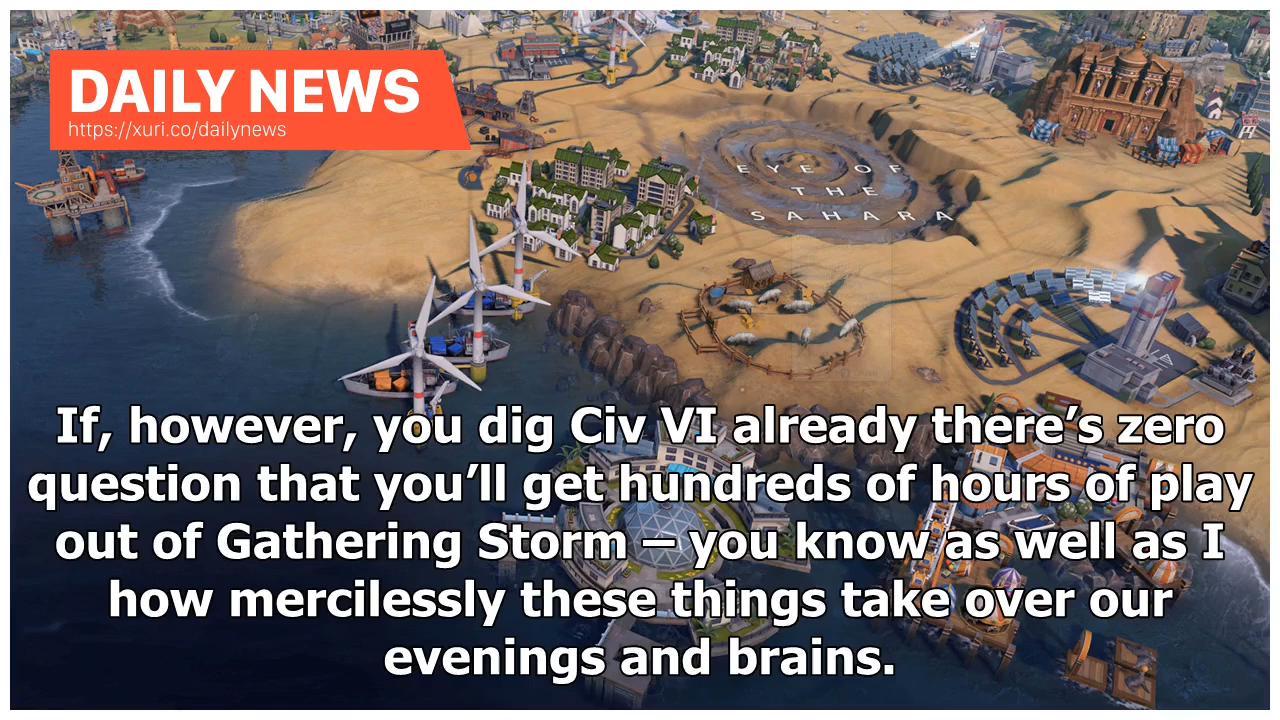 DAILY NEWS
https://xuri.co/dailynews
EYE OF
THE
SAHARA
If, however, you dig Civ VI already there’s zero
question that you’ll get hundreds of hours of play
out of Gathering Storm – you know as well as I
how mercilessly these things take over our
evenings and brains.